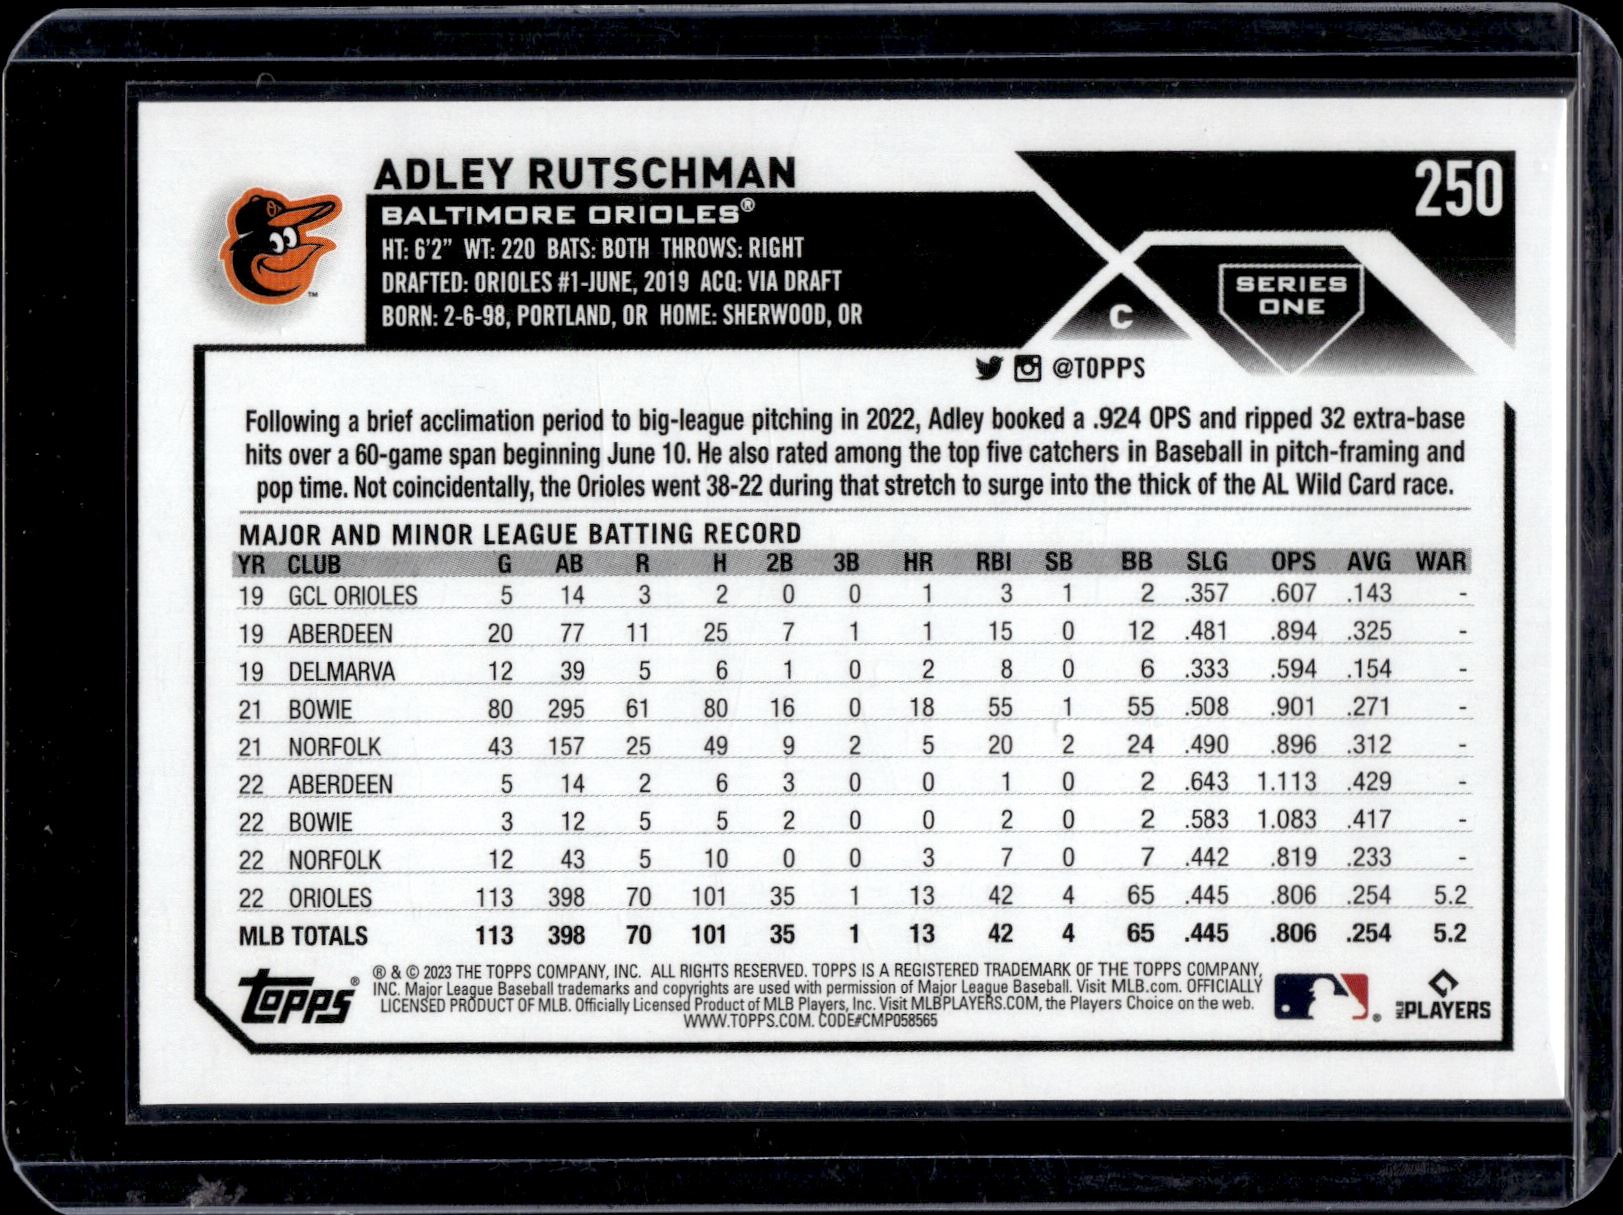 ADLEY RUTSCHMAN
250
BALTIMORE ORIOLES®
HT: 6'2" WT: 220 BATS: BOTH THROWS: RIGHT
DRAFTED: ORIOLES #1-JUNE, 2019 ACQ: VIA DRAFT
BORN: 2-6-98, PORTLAND, OR HOME: SHERWOOD, OR
C
SERIES
ONE
TM
@TOPPS
Following a brief acclimation period to big-league pitching in 2022, Adley booked a .924 OPS and ripped 32 extra-base
hits over a 60-game span beginning June 10. He also rated among the top five catchers in Baseball in pitch-framing and
pop time. Not coincidentally, the Orioles went 38-22 during that stretch to surge into the thick of the AL Wild Card race.
MAJOR AND MINOR LEAGUE BATTING RECORD
YR CLUB G AB R H 2B 3B HR RBI SB BB SLG OPS AVG WAR
19 GCL ORIOLES 5 14 3 2 0 0 1 3 1 2 .357 .607 .143 -
19 ABERDEEN 20 77 11 25 7 1 1 15 0 12 .481 .894 .325 -
19 DELMARVA 12 39 5 6 1 0 2 8 0 6 .333 .594 .154 -
21 BOWIE 80 295 61 80 16 0 18 55 1 55 .508 .901 .271 -
21 NORFOLK 43 157 25 49 9 2 5 20 2 24 .490 .896 .312 -
22 ABERDEEN 5 14 2 6 3 0 0 1 0 2 .643 1.113 .429 -
22 BOWIE 3 12 5 5 2 0 0 2 0 2 .583 1.083 .417 -
22 NORFOLK 12 43 5 10 0 0 3 7 0 7 .442 .819 .233 -
22 ORIOLES 113 398 70 101 35 1 13 42 4 65 .445 .806 .254 5.2
MLB TOTALS 113 398 70 101 35 1 13 42 4 65 .445 .806 .254 5.2
topps®
® & © 2023 THE TOPPS COMPANY, INC. ALL RIGHTS RESERVED. TOPPS IS A REGISTERED TRADEMARK OF THE TOPPS COMPANY,
INC. Major League Baseball trademarks and copyrights are used with permission of Major League Baseball. Visit MLB.com. OFFICIALLY
LICENSED PRODUCT OF MLB. Officially Licensed Product of MLB Players, Inc. Visit MLBPLAYERS.COM, the Players Choice on the web.
WWW.TOPPS.COM. CODE#CMP058565
®
MLB PLAYERS